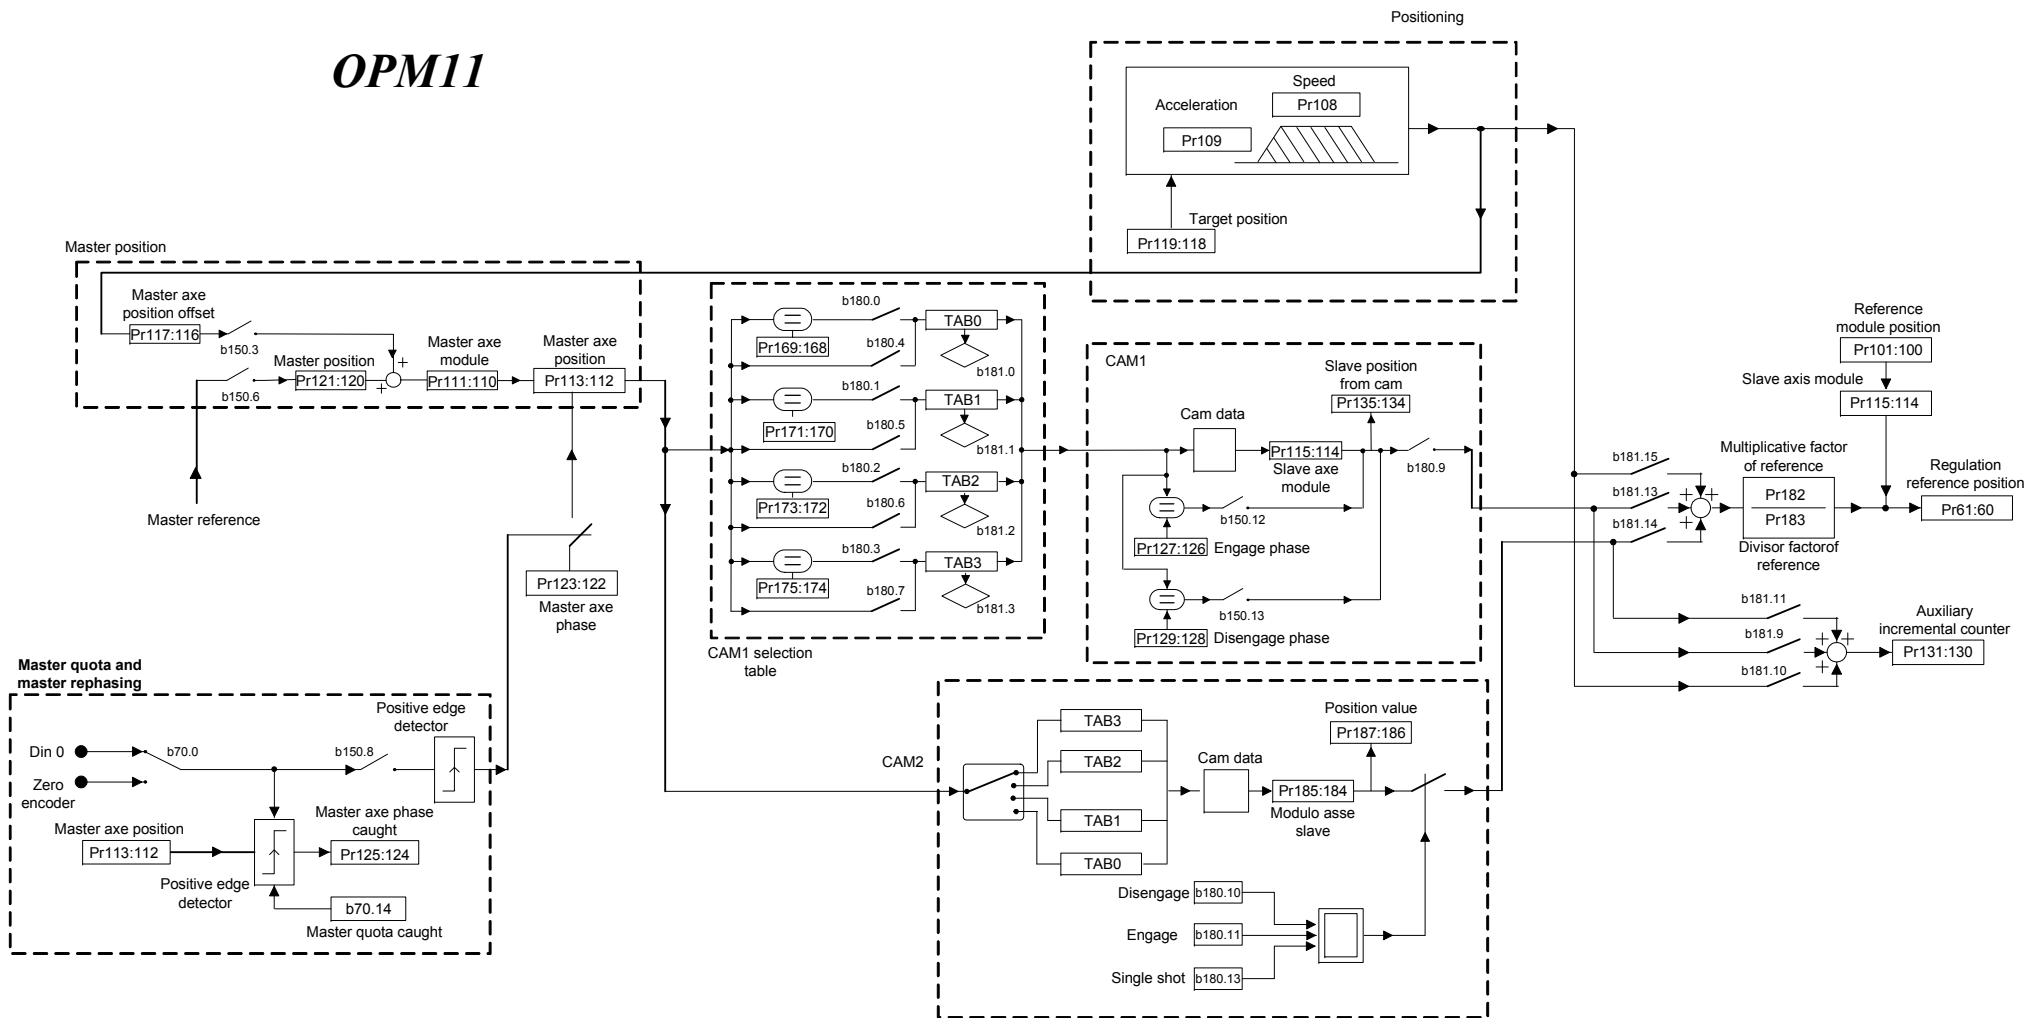 OPM11
Positioning
Speed
Pr108
Acceleration
Pr109
Target position
Pr119:118
Master position
Master axe
position offset
Pr117:116
b150.3
Master position
Pr121:120
b150.6
+
+
Master axe
module
Pr111:110
Master axe
position
Pr113:112
Master reference
Pr123:122
Master axe
phase
b180.0
=
Pr169:168
b180.4
TAB0
b181.0
b180.1
=
Pr171:170
b180.5
TAB1
b181.1
b180.2
=
Pr173:172
b180.6
TAB2
b181.2
b180.3
=
Pr175:174
b180.7
TAB3
b181.3
CAM1 selection
table
CAM1
Slave position
from cam
Pr135:134
Cam data
Pr115:114
Slave axe
module
b180.9
=
b150.12
Pr127:126
Engage phase
=
b150.13
Pr129:128
Disengage phase
Reference
module position
Pr101:100
Slave axis module
Pr115:114
b181.15
b181.13
b181.14
+
+
+
Multiplicative factor
of reference
Pr182
Pr183
Divisor factorof
reference
Regulation
reference position
Pr61:60
b181.11
b181.9
b181.10
+
+
+
Auxiliary
incremental counter
Pr131:130
Master quota and
master rephasing
Positive edge
detector
Din 0
b70.0
b150.8
Zero
encoder
Master axe position
Pr113:112
Master axe phase
caught
Pr125:124
Positive edge
detector
b70.14
Master quota caught
CAM2
TAB3
TAB2
TAB1
TAB0
Cam data
Position value
Pr187:186
Pr185:184
Modulo asse
slave
Disengage
b180.10
Engage
b180.11
Single shot
b180.13